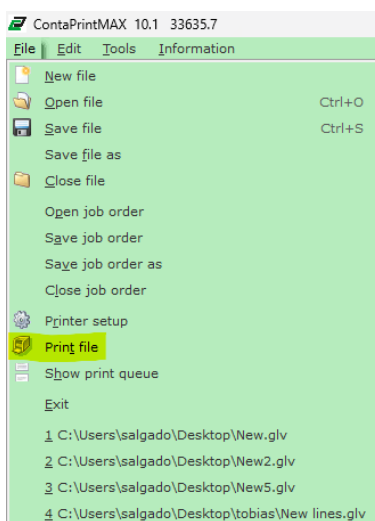 ContaPrintMAX 10.1 33635.7
File Edit Tools Information
New file
Open file Ctrl+O
Save file Ctrl+S
Save file as
Close file
Open job order
Save job order
Save job order as
Close job order
Printer setup
Print file
Show print queue
Exit
1 C:\Users\salgado\Desktop\New.glv
2 C:\Users\salgado\Desktop\New2.glv
3 C:\Users\salgado\Desktop\New5.glv
4 C:\Users\salgado\Desktop\tobias\New lines.glv